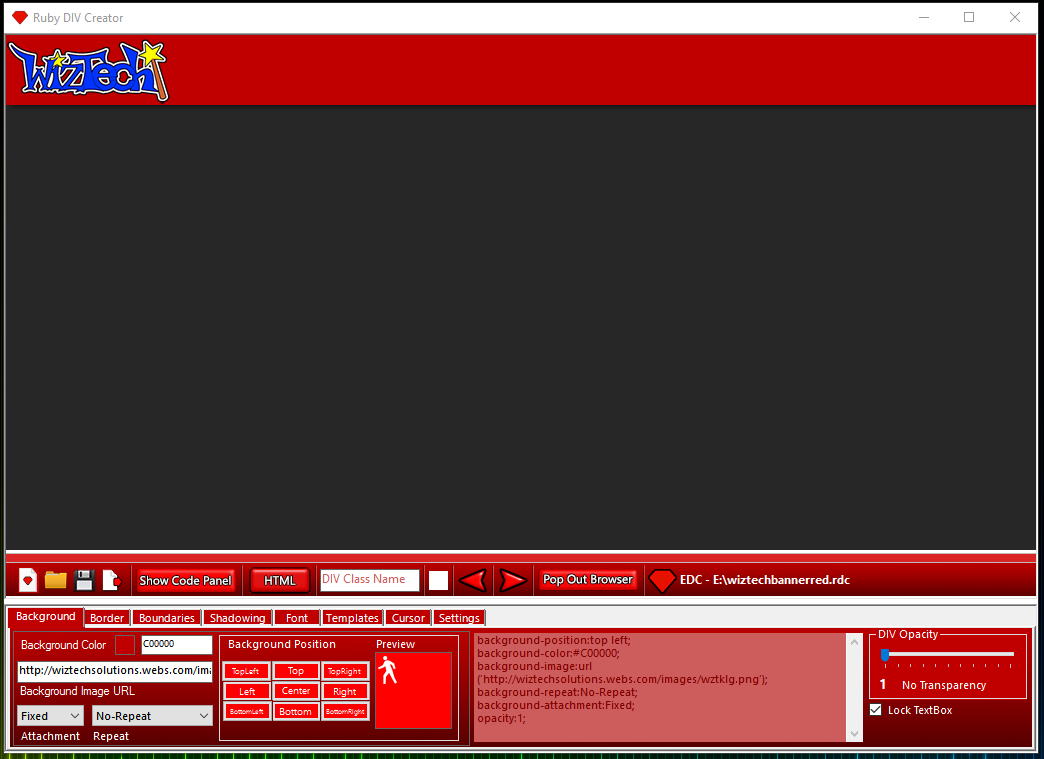 Ruby DIV Creator
WizTech
Show Code Panel
HTML
DIV Class Name
Pop Out Browser
EDC - E:\wiztechbannerred.rdc
Background
Border
Boundaries
Shadowing
Font
Templates
Cursor
Settings
Background Color
C00000
http://wiztechsolutions.webs.com/ima
Background Image URL
Fixed
No-Repeat
Attachment
Repeat
Background Position
TopLeft
Top
TopRight
Left
Center
Right
BottomLeft
Bottom
BottomRight
Preview
background-position:top left;
background-color:#C00000;
background-image:url
('http://wiztechsolutions.webs.com/images/wztklg.png');
background-repeat:No-Repeat;
background-attachment:Fixed;
opacity:1;
DIV Opacity
1 No Transparency
Lock TextBox